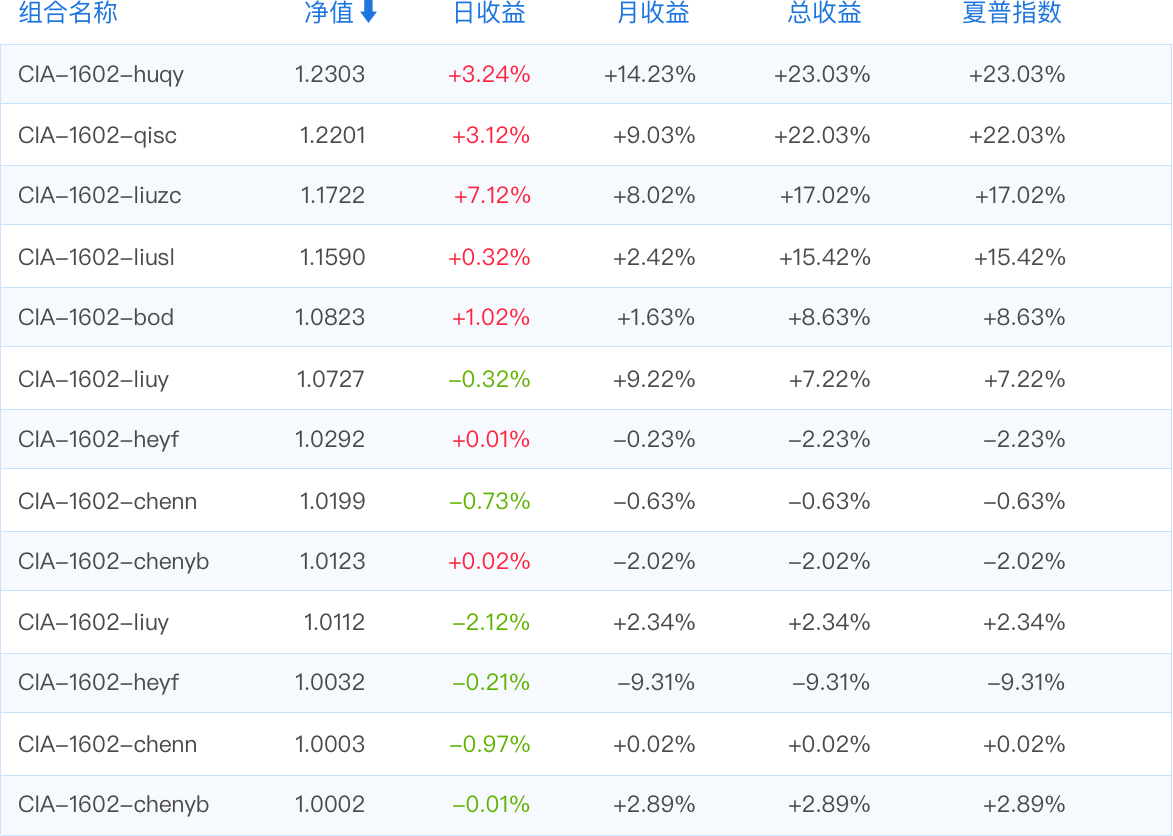 组合名称 净值 日收益 月收益 总收益 夏普指数
CIA-1602-huqy 1.2303 +3.24% +14.23% +23.03% +23.03%
CIA-1602-qisc 1.2201 +3.12% +9.03% +22.03% +22.03%
CIA-1602-liuzc 1.1722 +7.12% +8.02% +17.02% +17.02%
CIA-1602-liusl 1.1590 +0.32% +2.42% +15.42% +15.42%
CIA-1602-bod 1.0823 +1.02% +1.63% +8.63% +8.63%
CIA-1602-liuy 1.0727 -0.32% +9.22% +7.22% +7.22%
CIA-1602-heyf 1.0292 +0.01% -0.23% -2.23% -2.23%
CIA-1602-chenn 1.0199 -0.73% -0.63% -0.63% -0.63%
CIA-1602-chenyb 1.0123 +0.02% -2.02% -2.02% -2.02%
CIA-1602-liuy 1.0112 -2.12% +2.34% +2.34% +2.34%
CIA-1602-heyf 1.0032 -0.21% -9.31% -9.31% -9.31%
CIA-1602-chenn 1.0003 -0.97% +0.02% +0.02% +0.02%
CIA-1602-chenyb 1.0002 -0.01% +2.89% +2.89% +2.89%